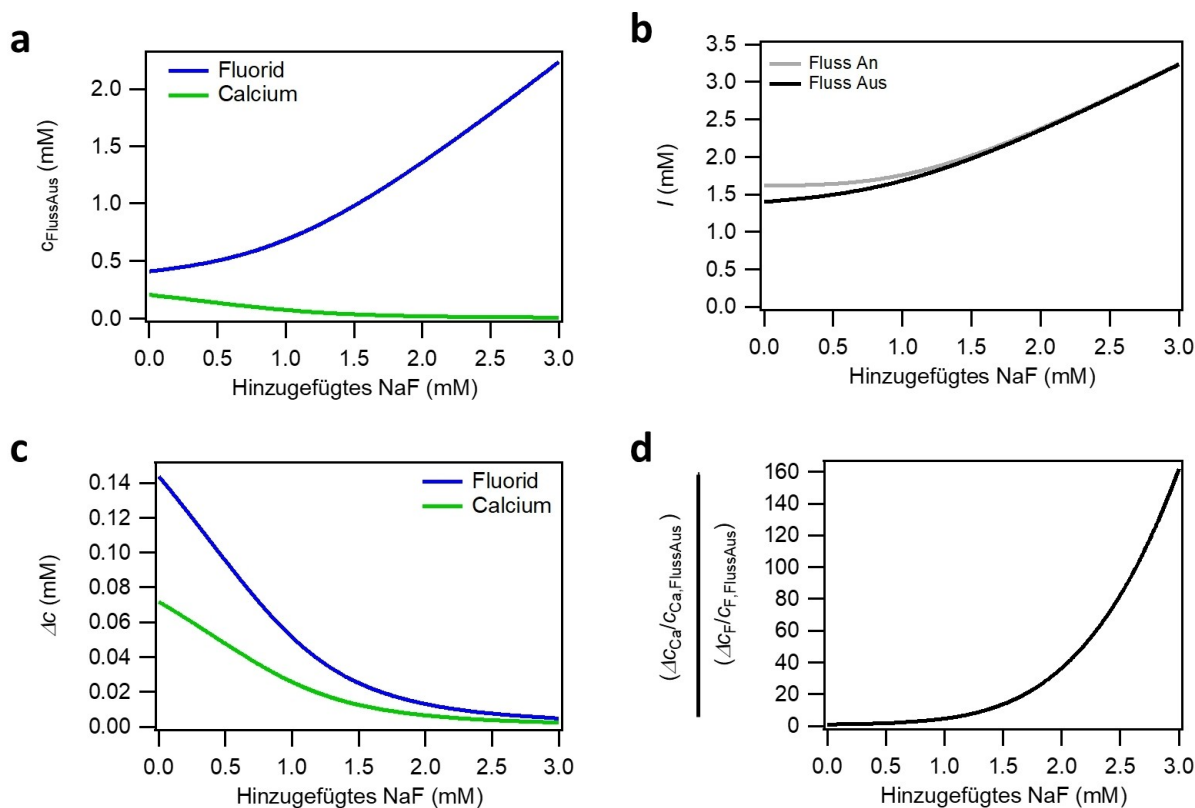 a
Fluorid
Calcium
c_FlussAus (mM)
2.0
1.5
1.0
0.5
0.0
0.0 0.5 1.0 1.5 2.0 2.5 3.0
Hinzugefügtes NaF (mM)
b
Fluss An
Fluss Aus
I (mM)
3.5
3.0
2.5
2.0
1.5
1.0
0.5
0.0
0.0 0.5 1.0 1.5 2.0 2.5 3.0
Hinzugefügtes NaF (mM)
c
Fluorid
Calcium
Δc (mM)
0.14
0.12
0.10
0.08
0.06
0.04
0.02
0.00
0.0 0.5 1.0 1.5 2.0 2.5 3.0
Hinzugefügtes NaF (mM)
d
(Δc_Ca/c_Ca,FlussAus)
(Δc_F/c_F,FlussAus)
160
140
120
100
80
60
40
20
0
0.0 0.5 1.0 1.5 2.0 2.5 3.0
Hinzugefügtes NaF (mM)